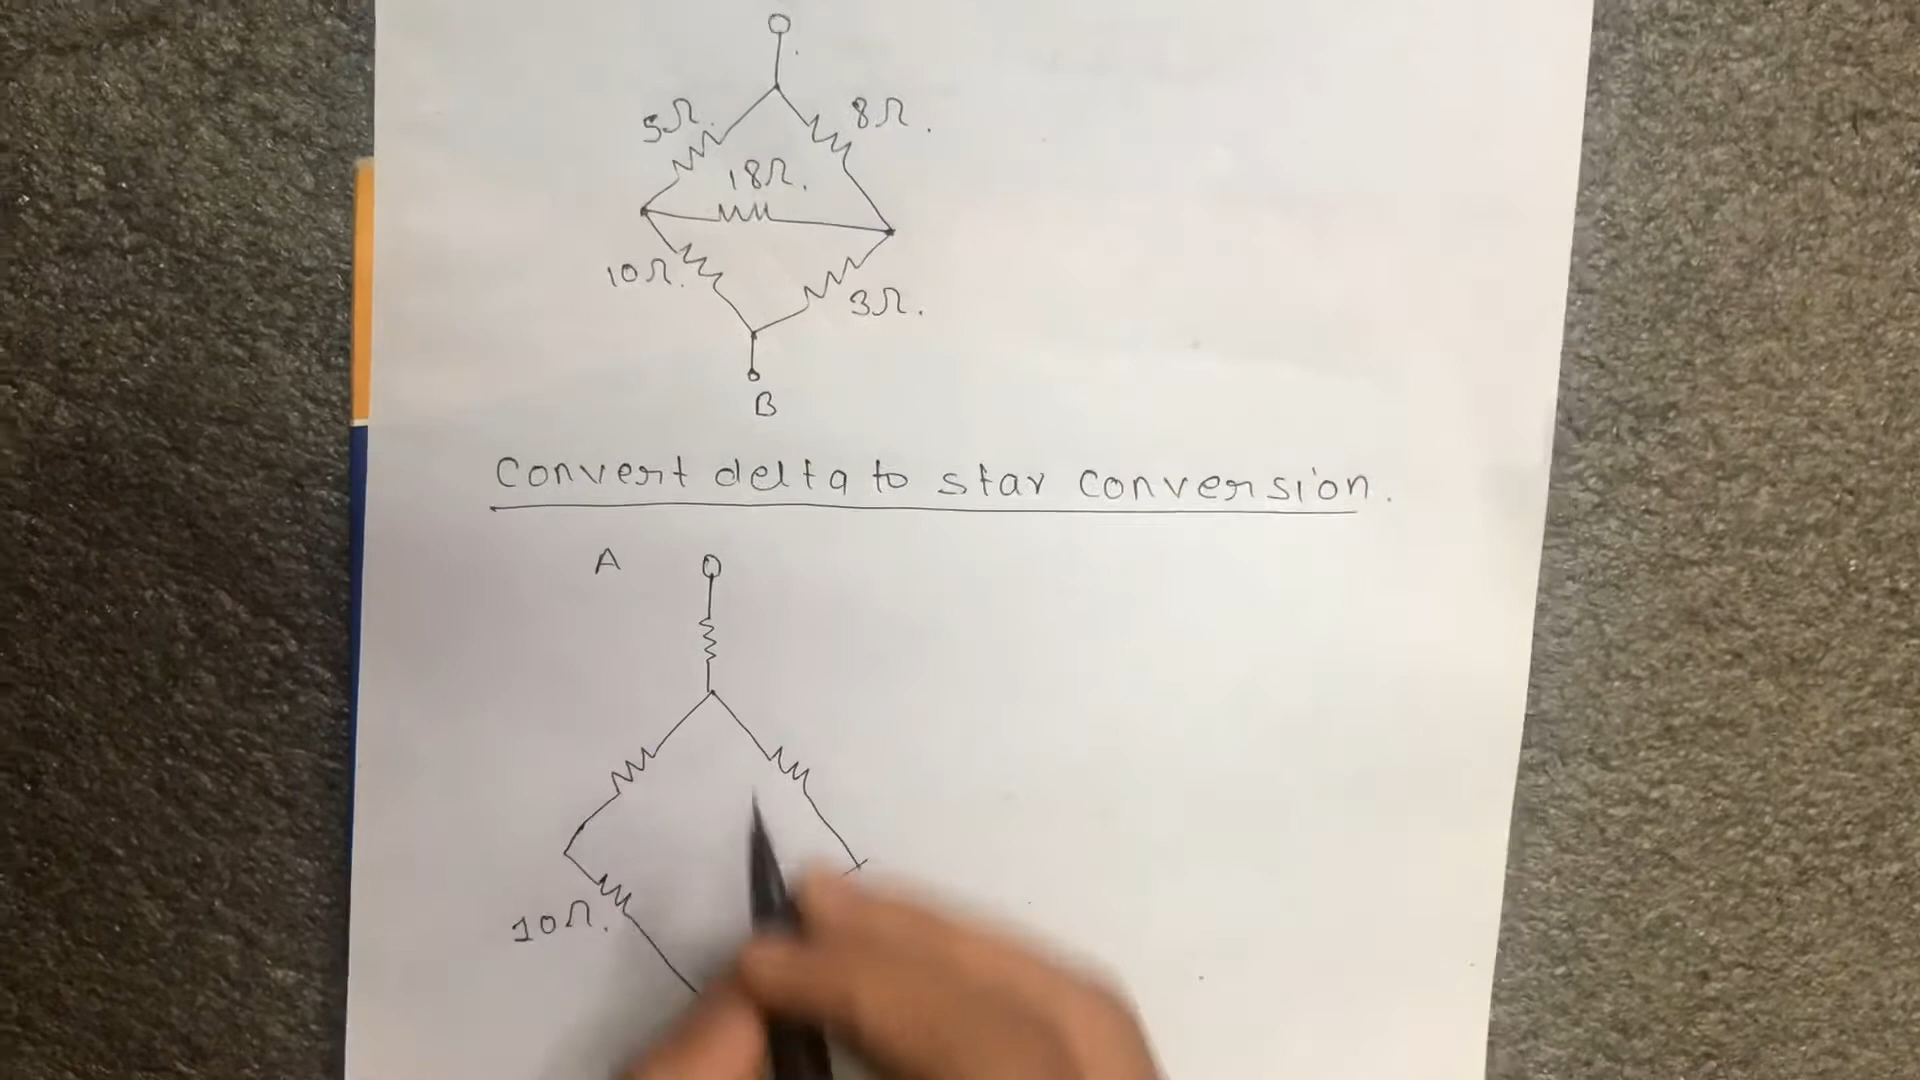 5Ω. 8Ω.
18Ω.
10Ω. 3Ω.
B
Convert delta to star conversion.
A
10Ω.